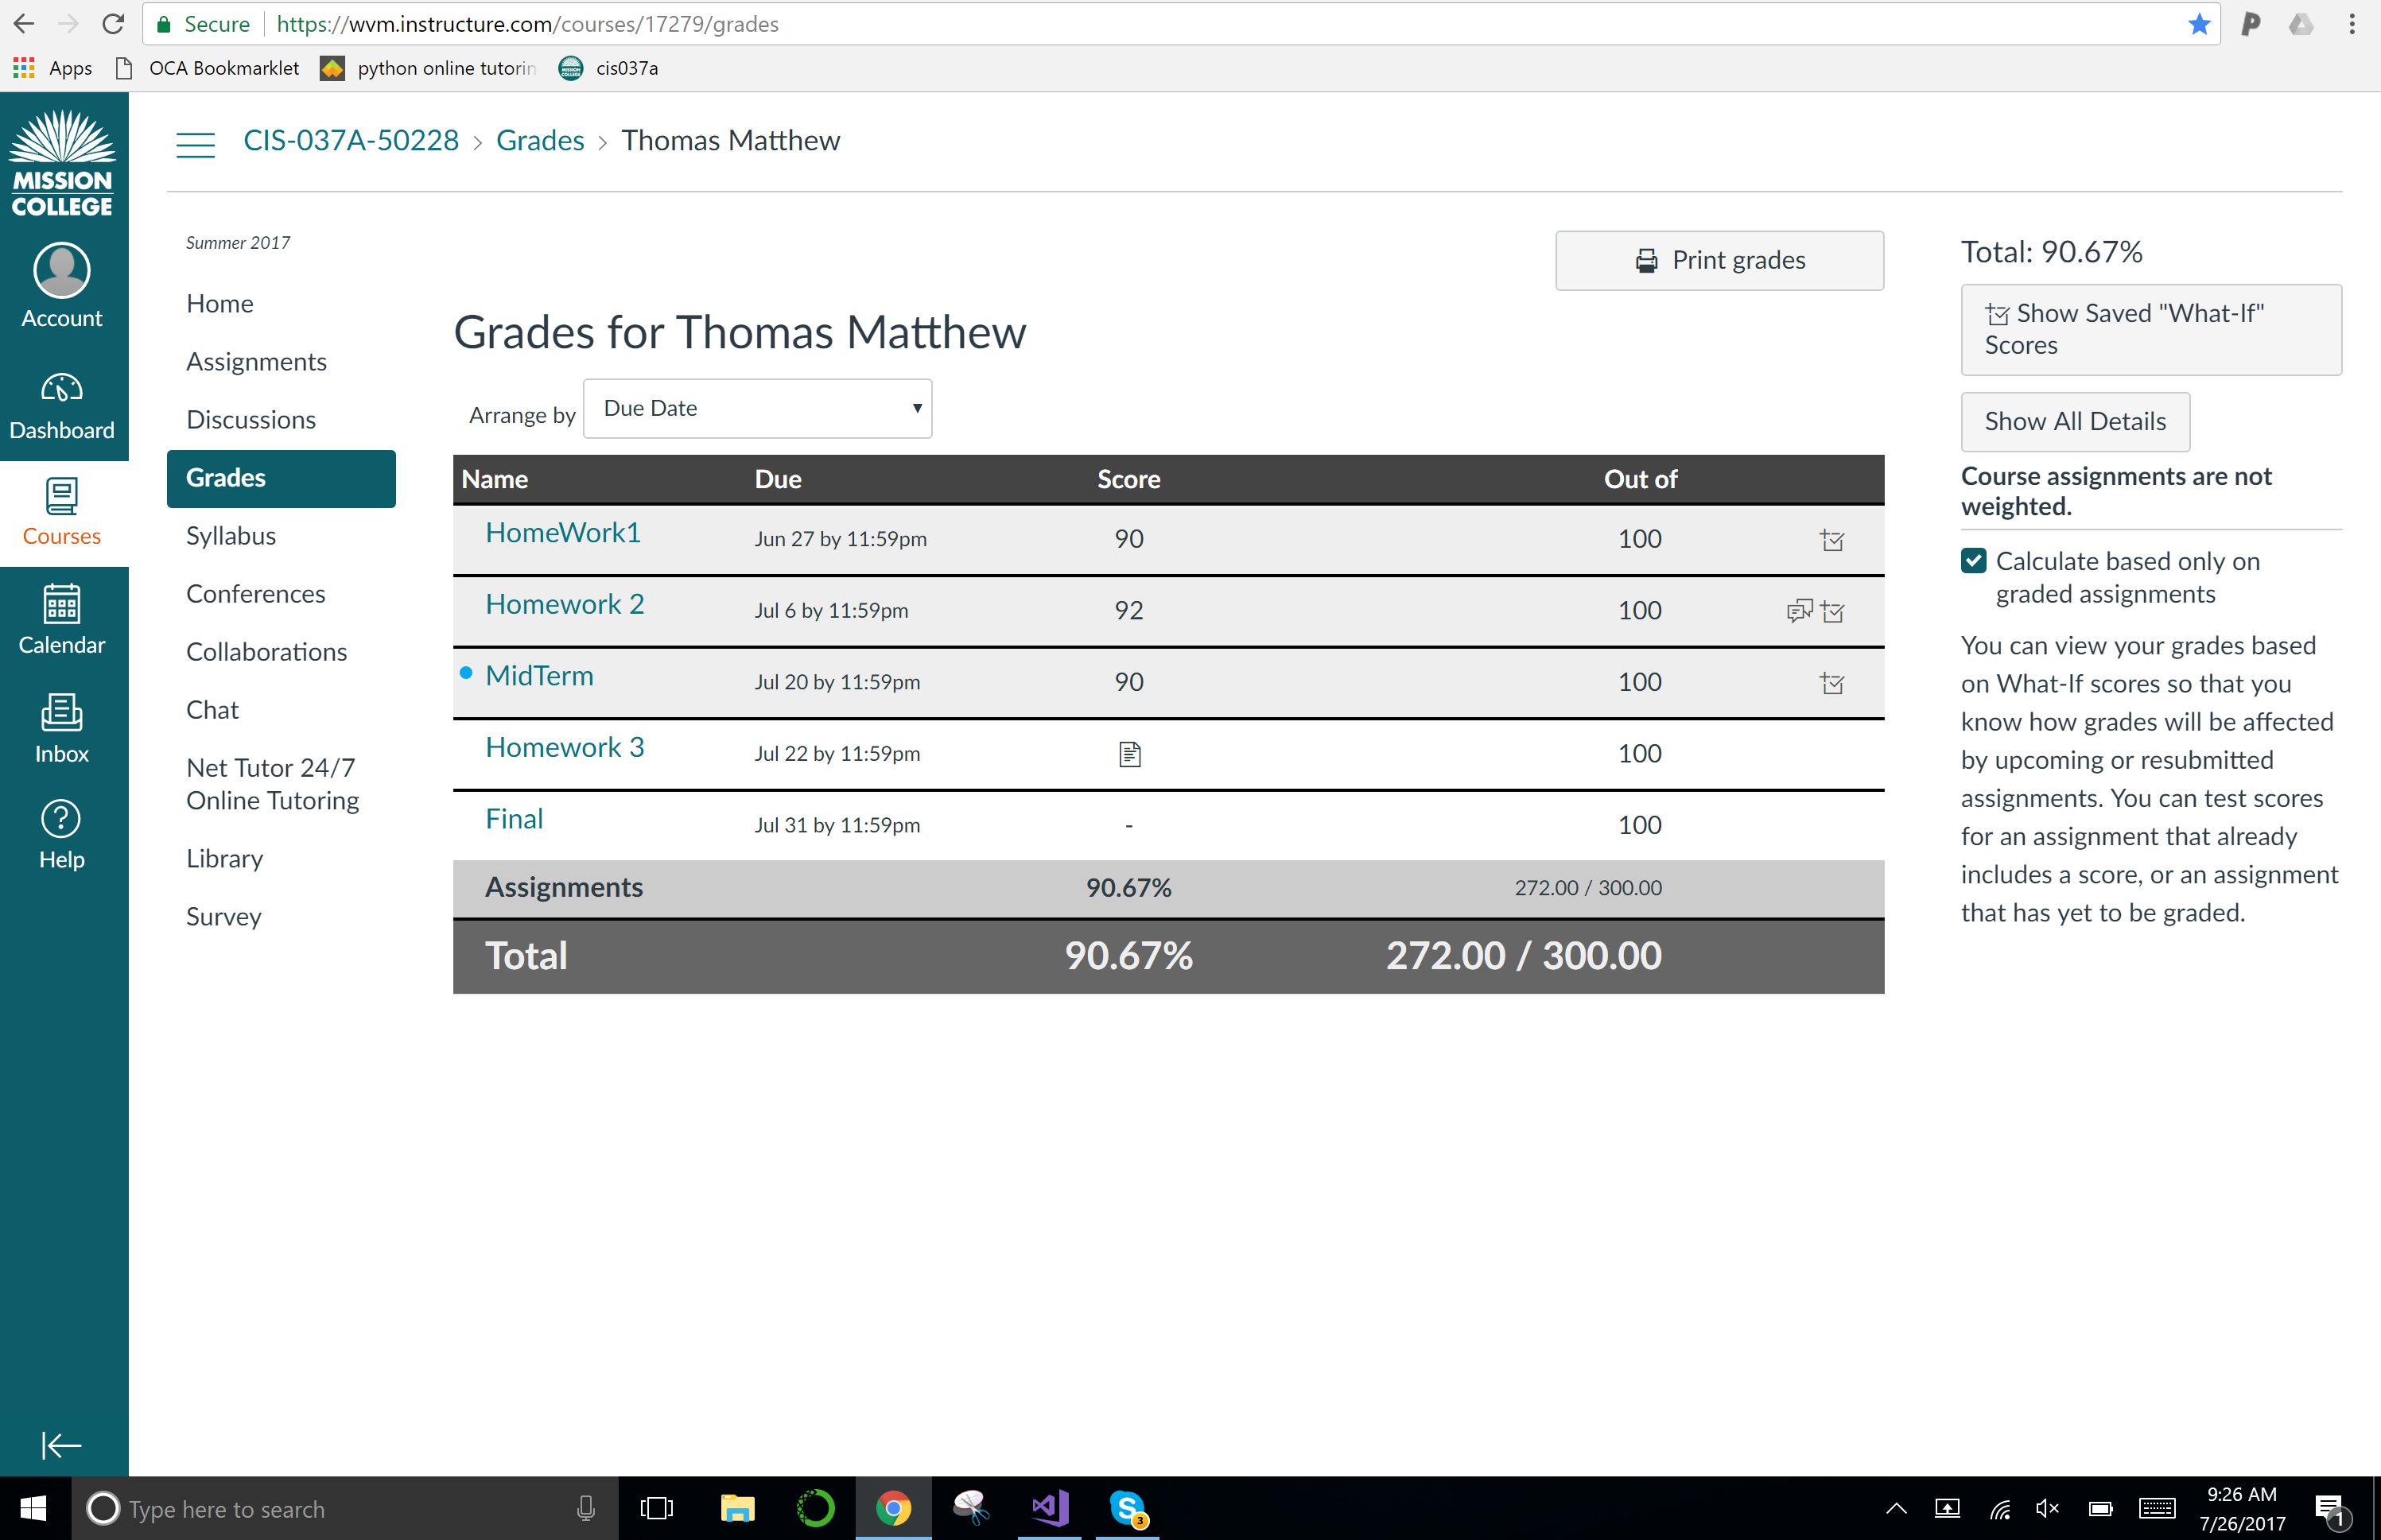 Secure https://wvm.instructure.com/courses/17279/grades
Apps OCA Bookmarklet python online tutorin cis037a
MISSION
COLLEGE
Account
Dashboard
Courses
Calendar
Inbox
Help
CIS-037A-50228 > Grades > Thomas Matthew
Summer 2017
Home
Assignments
Discussions
Grades
Syllabus
Conferences
Collaborations
Chat
Net Tutor 24/7
Online Tutoring
Library
Survey
Print grades
Grades for Thomas Matthew
Arrange by Due Date
Name Due Score Out of
HomeWork1 Jun 27 by 11:59pm 90 100
Homework 2 Jul 6 by 11:59pm 92 100
MidTerm Jul 20 by 11:59pm 90 100
Homework 3 Jul 22 by 11:59pm 100
Final Jul 31 by 11:59pm - 100
Assignments 90.67% 272.00 / 300.00
Total 90.67% 272.00 / 300.00
Total: 90.67%
Show Saved "What-If"
Scores
Show All Details
Course assignments are not
weighted.
Calculate based only on
graded assignments
You can view your grades based
on What-If scores so that you
know how grades will be affected
by upcoming or resubmitted
assignments. You can test scores
for an assignment that already
includes a score, or an assignment
that has yet to be graded.
Type here to search
S 3
9:26 AM
7/26/2017
1